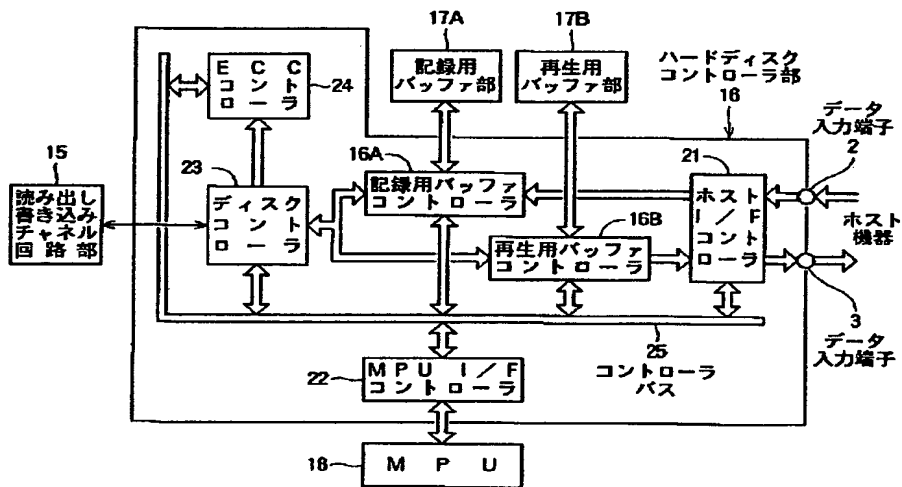 17A
17B
記録用
バッファ部
再生用
バッファ部
ハードディスク
コントローラ部
16
データ
入力端子
2
ECC
コント
ローラ
24
15
読み出し
書き込み
チャネル
回路部
23
ディスク
コント
ローラ
16A
記録用バッファ
コントローラ
16B
再生用バッファ
コントローラ
21
ホスト
I/F
コント
ローラ
ホスト
機器
3
データ
入力端子
25
コントローラ
バス
22
MPU I/F
コントローラ
18
MPU